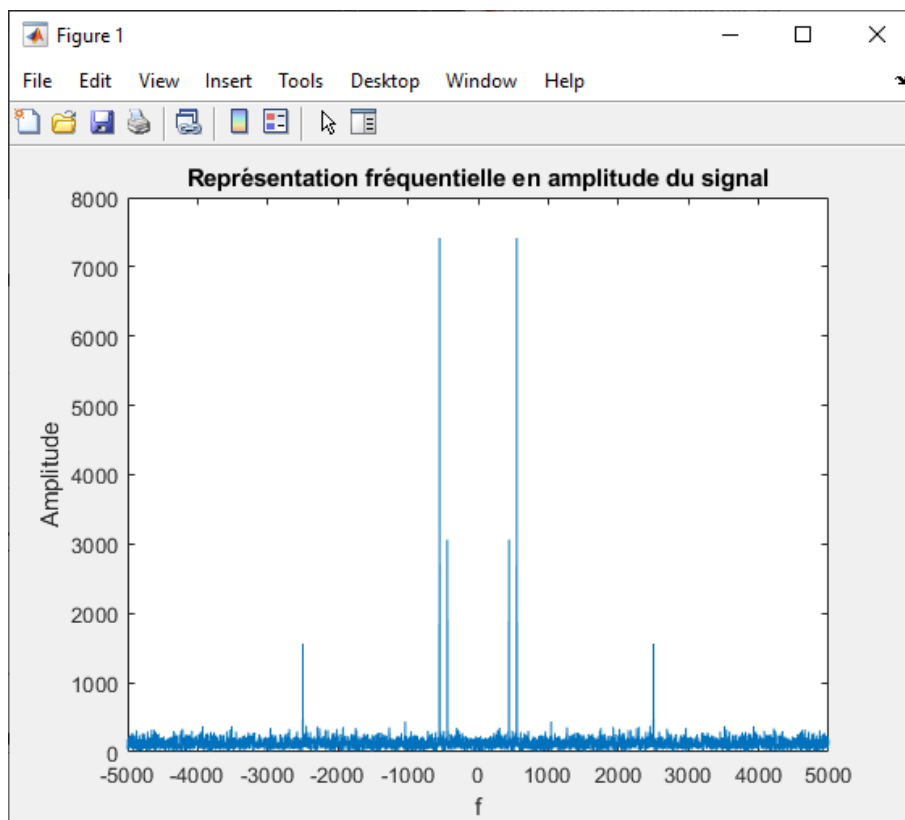 Figure 1
File Edit View Insert Tools Desktop Window Help
Représentation fréquentielle en amplitude du signal
8000
7000
6000
5000
4000
3000
2000
1000
0
Amplitude
-5000 -4000 -3000 -2000 -1000 0 1000 2000 3000 4000 5000
f